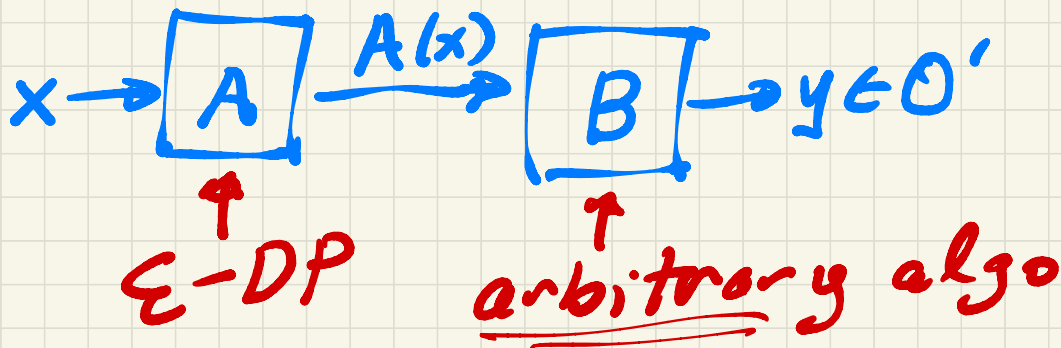 x → A A(x) → B → y ∈ O'
ε-DP arbitrary algo